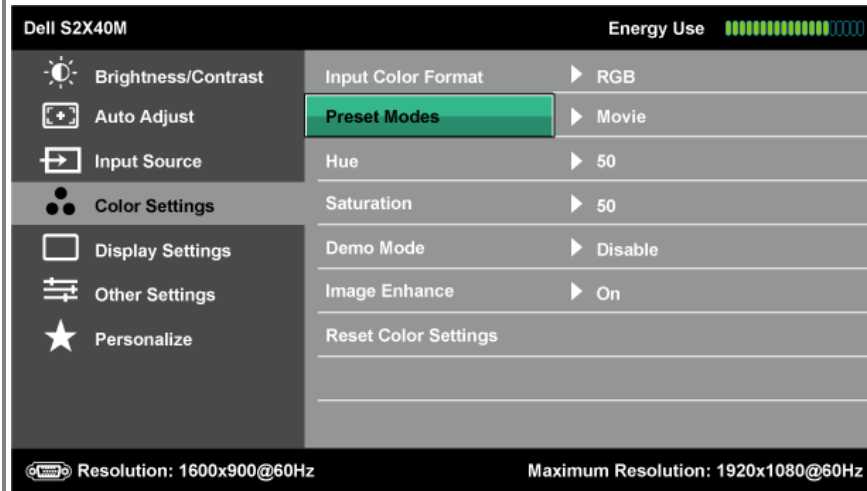 Dell S2X40M Energy Use
Brightness/Contrast Input Color Format RGB
Auto Adjust Preset Modes Movie
Input Source Hue 50
Color Settings Saturation 50
Display Settings Demo Mode Disable
Other Settings Image Enhance On
Personalize Reset Color Settings
Resolution: 1600x900@60Hz Maximum Resolution: 1920x1080@60Hz